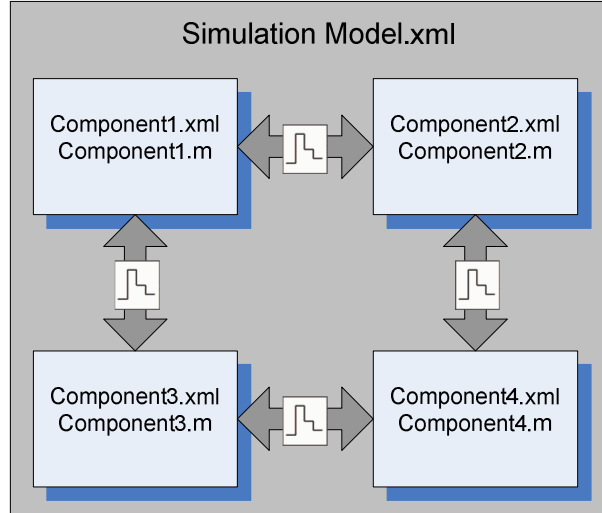 Simulation Model.xml
Component1.xml
Component1.m
Component2.xml
Component2.m
Component3.xml
Component3.m
Component4.xml
Component4.m